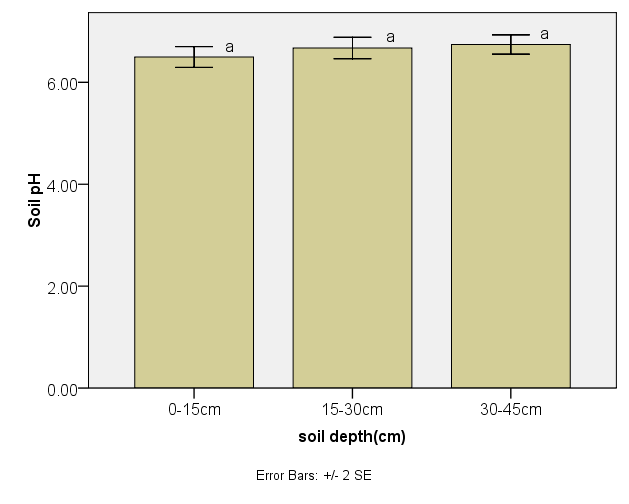 a
a
a
6.00
4.00
2.00
0.00
Soil pH
0-15cm
15-30cm
30-45cm
soil depth(cm)
Error Bars: +/- 2 SE